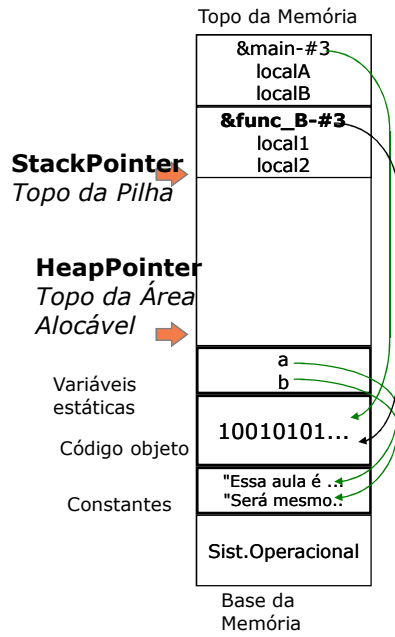 Topo da Memória
&main-#3
localA
localB
&func_B-#3
local1
local2
StackPointer
Topo da Pilha
HeapPointer
Topo da Área
Alocável
a
b
Variáveis
estáticas
10010101...
Código objeto
"Essa aula é ...
"Será mesmo..
Constantes
Sist.Operacional
Base da
Memória